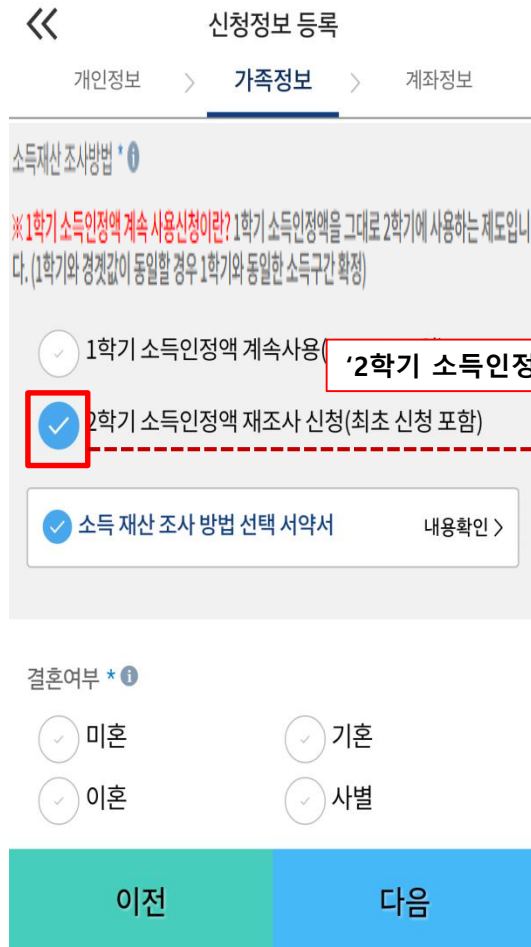 신청정보 등록
개인정보 > 가족정보 > 계좌정보
소득재산 조사방법 *
※1학기 소득인정액 계속 사용신청이란? 1학기 소득인정액을 그대로 2학기에 사용하는 제도입니
다. (1학기와 경곗값이 동일할 경우 1학기와 동일한 소득구간 확정)
1학기 소득인정액 계속사용(
‘2학기 소득인정
2학기 소득인정액 재조사 신청(최초 신청 포함)
소득 재산 조사 방법 선택 서약서 내용확인 >
결혼여부 *
미혼 기혼
이혼 사별
이전 다음